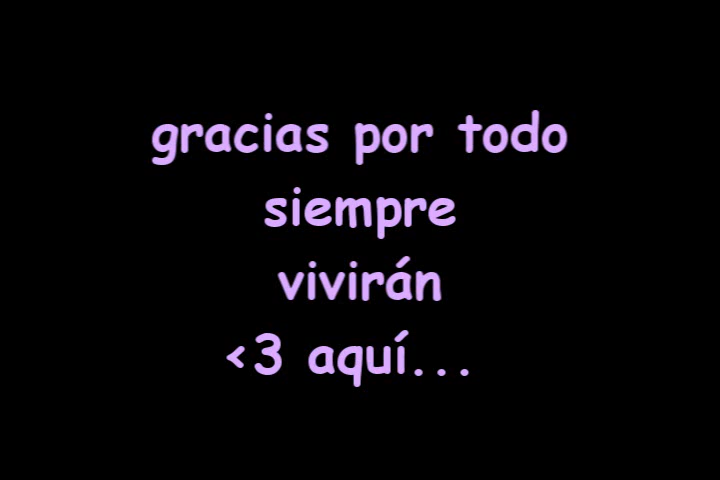 gracias por todo
siempre
vivirán
<3 aquí...